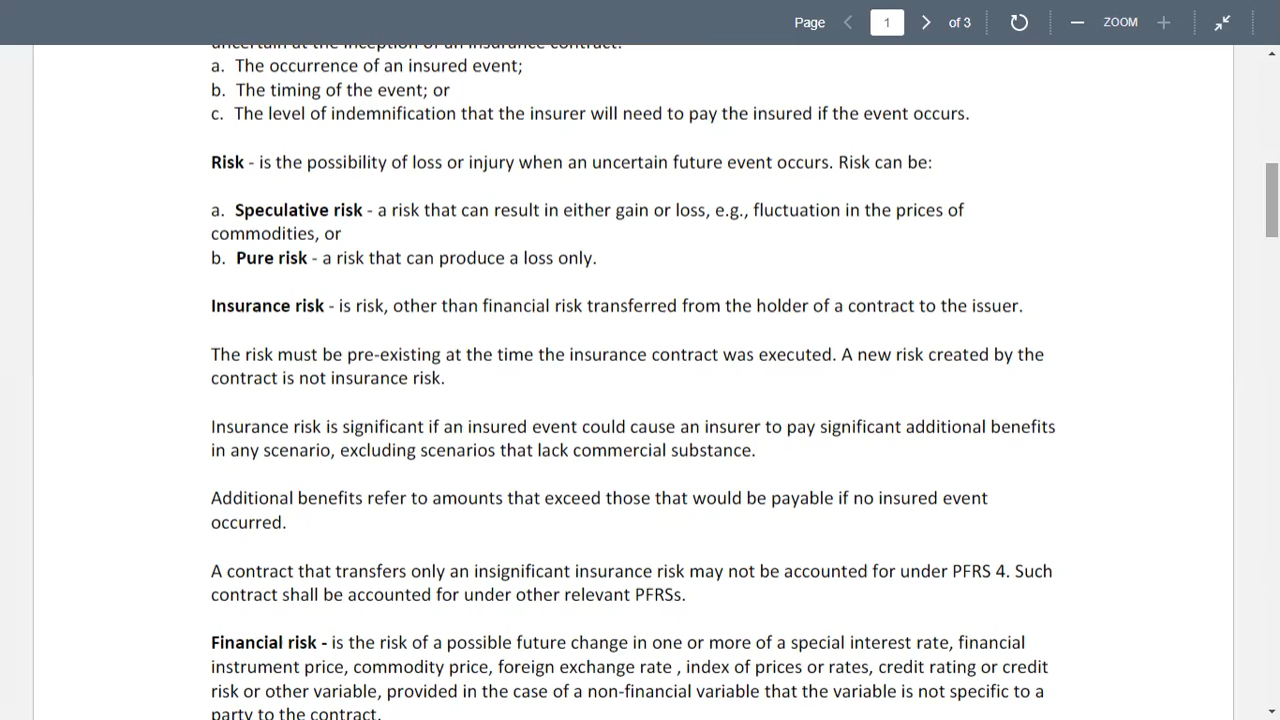 Page 1 of 3 ZOOM
uncertain at the inception of an insurance contract:
a. The occurrence of an insured event;
b. The timing of the event; or
c. The level of indemnification that the insurer will need to pay the insured if the event occurs.
Risk - is the possibility of loss or injury when an uncertain future event occurs. Risk can be:
a. Speculative risk - a risk that can result in either gain or loss, e.g., fluctuation in the prices of
commodities, or
b. Pure risk - a risk that can produce a loss only.
Insurance risk - is risk, other than financial risk transferred from the holder of a contract to the issuer.
The risk must be pre-existing at the time the insurance contract was executed. A new risk created by the
contract is not insurance risk.
Insurance risk is significant if an insured event could cause an insurer to pay significant additional benefits
in any scenario, excluding scenarios that lack commercial substance.
Additional benefits refer to amounts that exceed those that would be payable if no insured event
occurred.
A contract that transfers only an insignificant insurance risk may not be accounted for under PFRS 4. Such
contract shall be accounted for under other relevant PFRSs.
Financial risk - is the risk of a possible future change in one or more of a special interest rate, financial
instrument price, commodity price, foreign exchange rate , index of prices or rates, credit rating or credit
risk or other variable, provided in the case of a non-financial variable that the variable is not specific to a
party to the contract.